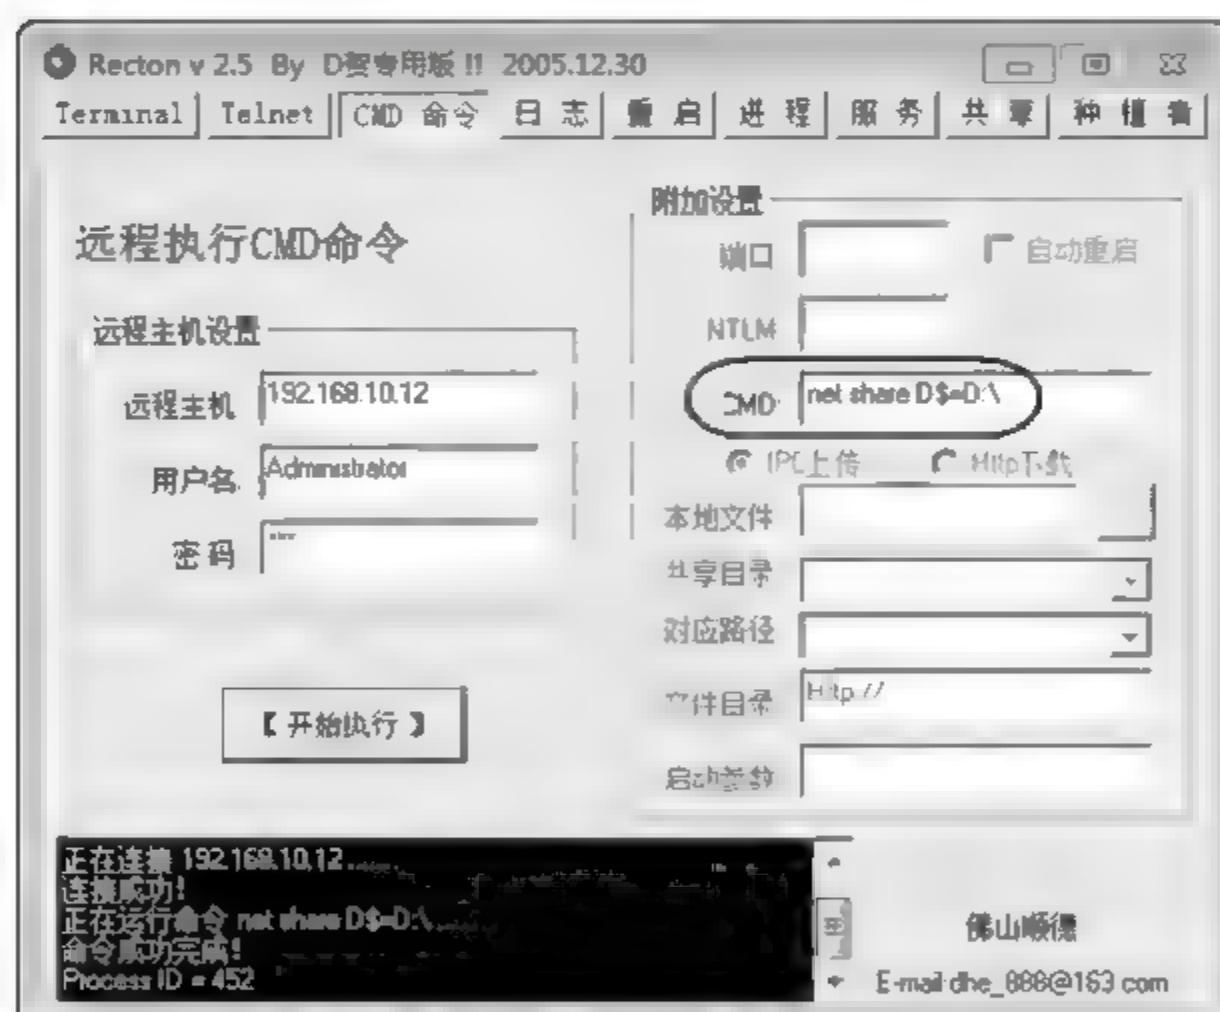 Recton v 2.5 By D贺专用版 !! 2005.12.30
Terminal Telnet CMD 命令 日 志 重 启 进 程 服 务 共 享 种 植 者
远程执行CMD命令
远程主机设置
远程主机 192.168.10.12
用户名 Administrator
密 码
【 开始执行 】
附加设置
端口 自动重启
NTLM
CMD: net share D$=D:\
IPC上传 Http下载
本地文件
共享目录
对应路径
文件目录 Http://
启动参数
正在连接 192.168.10.12
连接成功!
正在运行命令 net share D$=D:\
命令成功完成!
Process ID = 452
佛山顺德
E-mail:dhe_888@163.com